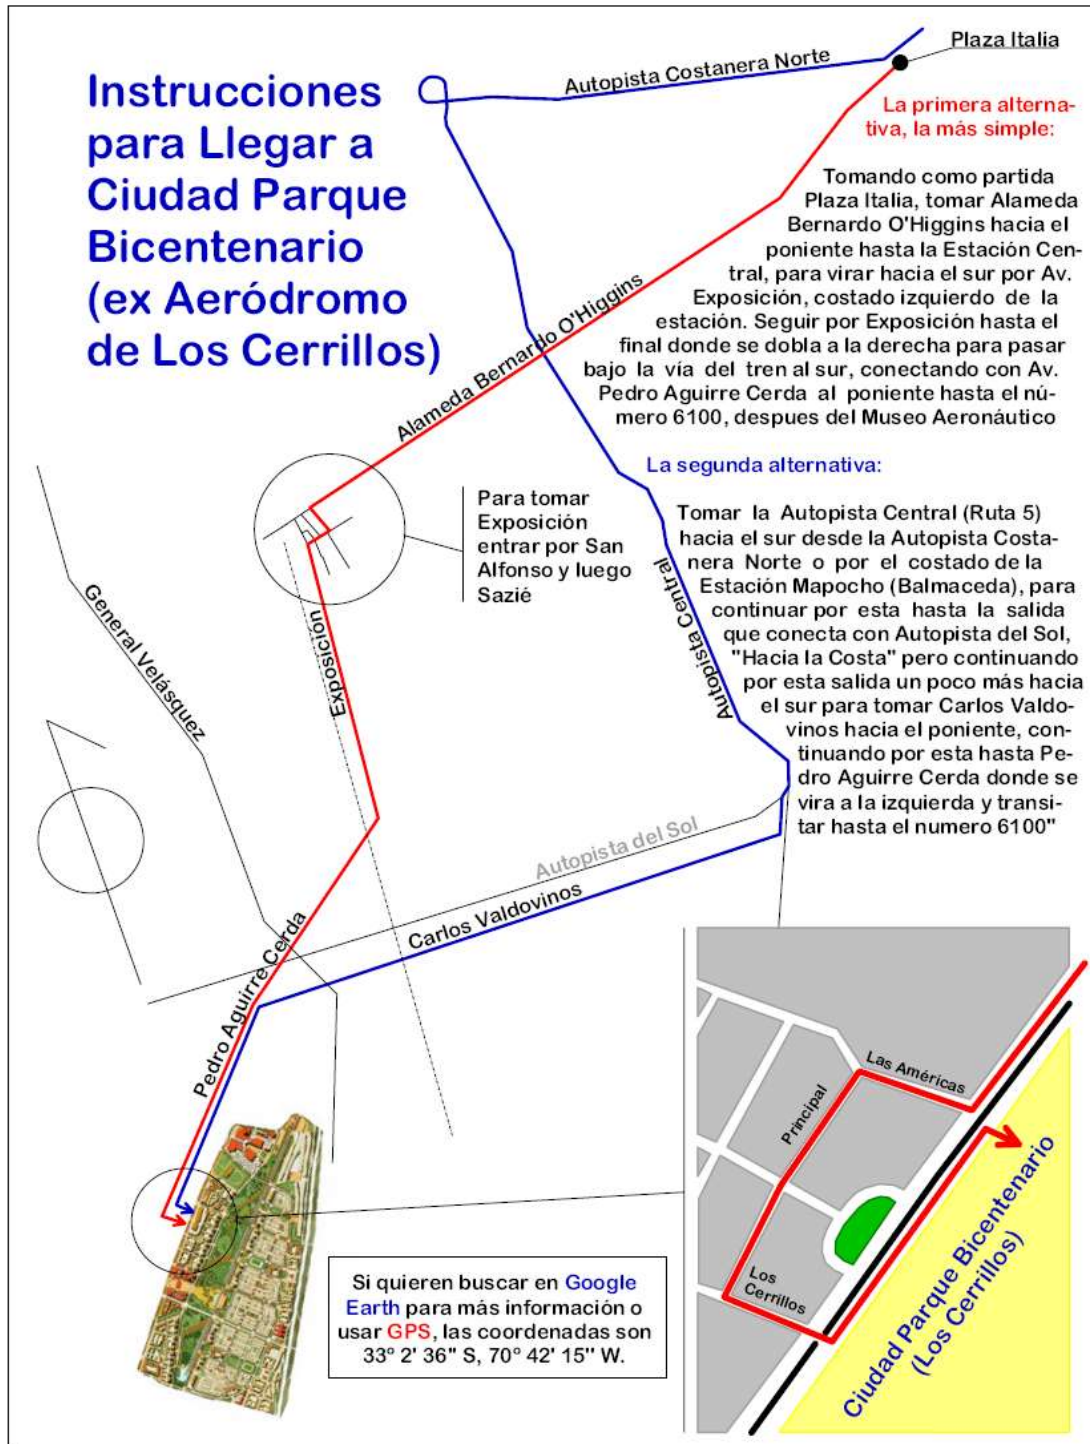 Instrucciones
para Llegar a
Ciudad Parque
Bicentenario
(ex Aeródromo
de Los Cerrillos)
Plaza Italia
Autopista Costanera Norte
La primera alterna-
tiva, la más simple:
Tomando como partida
Plaza Italia, tomar Alameda
Bernardo O'Higgins hacia el
poniente hasta la Estación Cen-
tral, para virar hacia el sur por Av.
Exposición, costado izquierdo de la
estación. Seguir por Exposición hasta el
final donde se dobla a la derecha para pasar
bajo la vía del tren al sur, conectando con Av.
Pedro Aguirre Cerda al poniente hasta el nú-
mero 6100, despues del Museo Aeronáutico
Alameda Bernardo O'Higgins
La segunda alternativa:
Tomar la Autopista Central (Ruta 5)
hacia el sur desde la Autopista Costa-
nera Norte o por el costado de la
Estación Mapocho (Balmaceda), para
continuar por esta hasta la salida
que conecta con Autopista del Sol,
"Hacia la Costa" pero continuando
por esta salida un poco más hacia
el sur para tomar Carlos Valdo-
vinos hacia el poniente, con-
tinuando por esta hasta Pe-
dro Aguirre Cerda donde se
vira a la izquierda y transi-
tar hasta el numero 6100"
Para tomar
Exposición
entrar por San
Alfonso y luego
Sazié
General Velásquez
Exposición
Autopista Central
Autopista del Sol
Carlos Valdovinos
Pedro Aguirre Cerda
Las Américas
Principal
Los
Cerrillos
Ciudad Parque Bicentenario
(Los Cerrillos)
Si quieren buscar en Google
Earth para más información o
usar GPS, las coordenadas son
33º 2' 36" S, 70º 42' 15'' W.